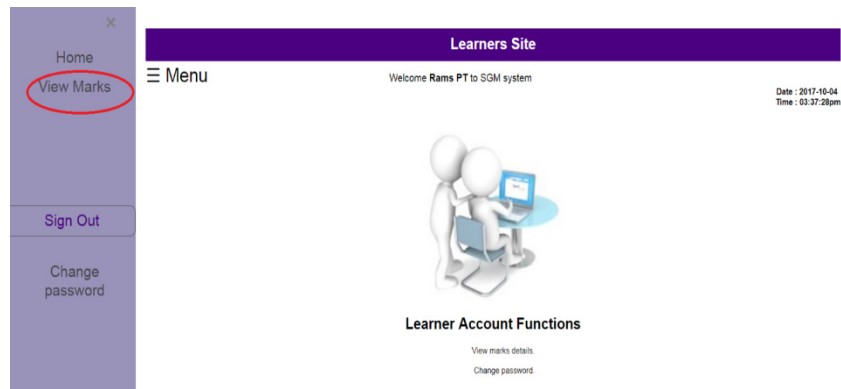 ×
Home
View Marks
Sign Out
Change
password
Learners Site
☰ Menu
Welcome Rams PT to SGM system
Date : 2017-10-04
Time : 03:37:28pm
Learner Account Functions
View marks details.
Change password.